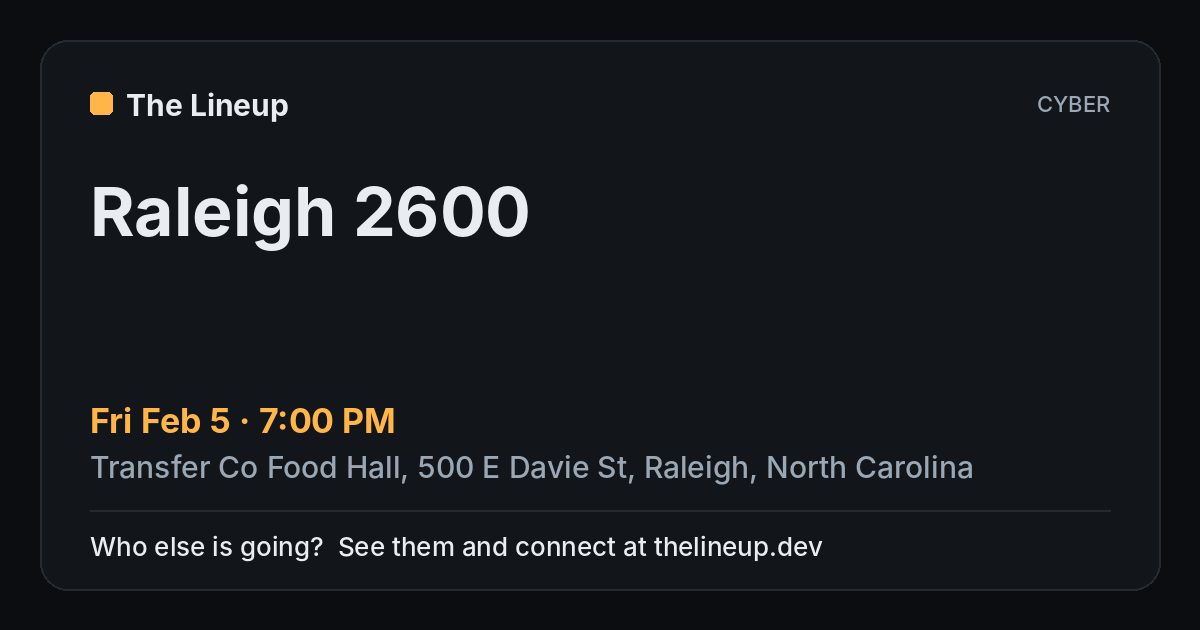 The Lineup
CYBER
Raleigh 2600
Fri Feb 5 · 7:00 PM
Transfer Co Food Hall, 500 E Davie St, Raleigh, North Carolina
Who else is going? See them and connect at thelineup.dev